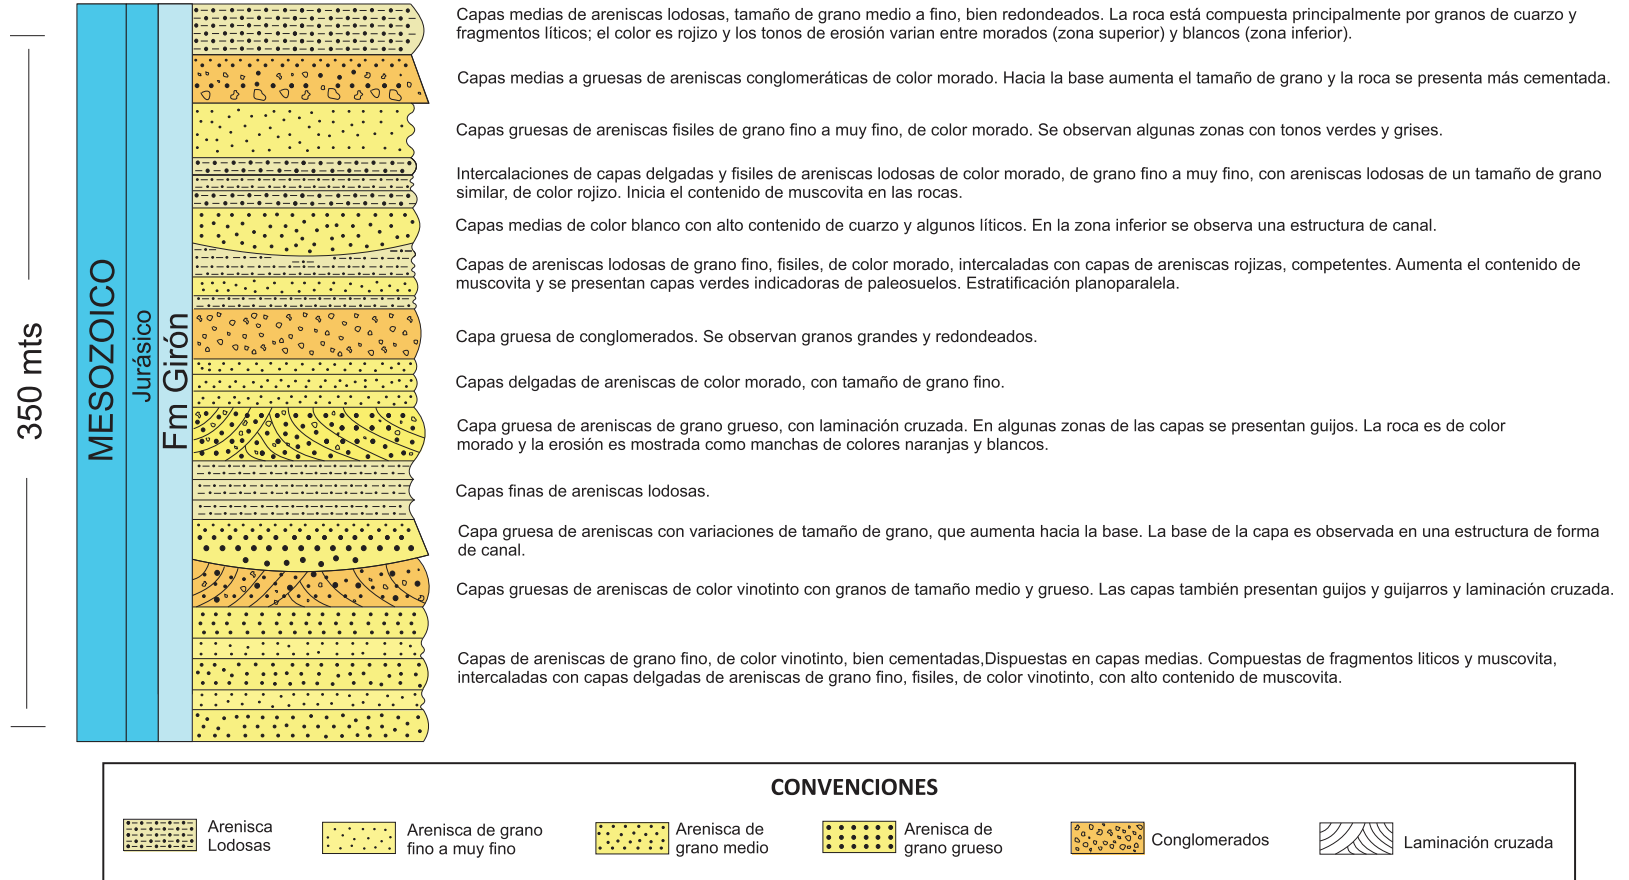 350 mts
MESOZOICO
Jurásico
Fm Girón
Capas medias de areniscas lodosas, tamaño de grano medio a fino, bien redondeados. La roca está compuesta principalmente por granos de cuarzo y
fragmentos líticos; el color es rojizo y los tonos de erosión varian entre morados (zona superior) y blancos (zona inferior).
Capas medias a gruesas de areniscas conglomeráticas de color morado. Hacia la base aumenta el tamaño de grano y la roca se presenta más cementada.
Capas gruesas de areniscas fisiles de grano fino a muy fino, de color morado. Se observan algunas zonas con tonos verdes y grises.
Intercalaciones de capas delgadas y fisiles de areniscas lodosas de color morado, de grano fino a muy fino, con areniscas lodosas de un tamaño de grano
similar, de color rojizo. Inicia el contenido de muscovita en las rocas.
Capas medias de color blanco con alto contenido de cuarzo y algunos líticos. En la zona inferior se observa una estructura de canal.
Capas de areniscas lodosas de grano fino, fisiles, de color morado, intercaladas con capas de areniscas rojizas, competentes. Aumenta el contenido de
muscovita y se presentan capas verdes indicadoras de paleosuelos. Estratificación planoparalela.
Capa gruesa de conglomerados. Se observan granos grandes y redondeados.
Capas delgadas de areniscas de color morado, con tamaño de grano fino.
Capa gruesa de areniscas de grano grueso, con laminación cruzada. En algunas zonas de las capas se presentan guijos. La roca es de color
morado y la erosión es mostrada como manchas de colores naranjas y blancos.
Capas finas de areniscas lodosas.
Capa gruesa de areniscas con variaciones de tamaño de grano, que aumenta hacia la base. La base de la capa es observada en una estructura de forma
de canal.
Capas gruesas de areniscas de color vinotinto con granos de tamaño medio y grueso. Las capas también presentan guijos y guijarros y laminación cruzada.
Capas de areniscas de grano fino, de color vinotinto, bien cementadas,Dispuestas en capas medias. Compuestas de fragmentos liticos y muscovita,
intercaladas con capas delgadas de areniscas de grano fino, fisiles, de color vinotinto, con alto contenido de muscovita.
CONVENCIONES
Arenisca
Lodosas
Arenisca de grano
fino a muy fino
Arenisca de
grano medio
Arenisca de
grano grueso
Conglomerados
Laminación cruzada